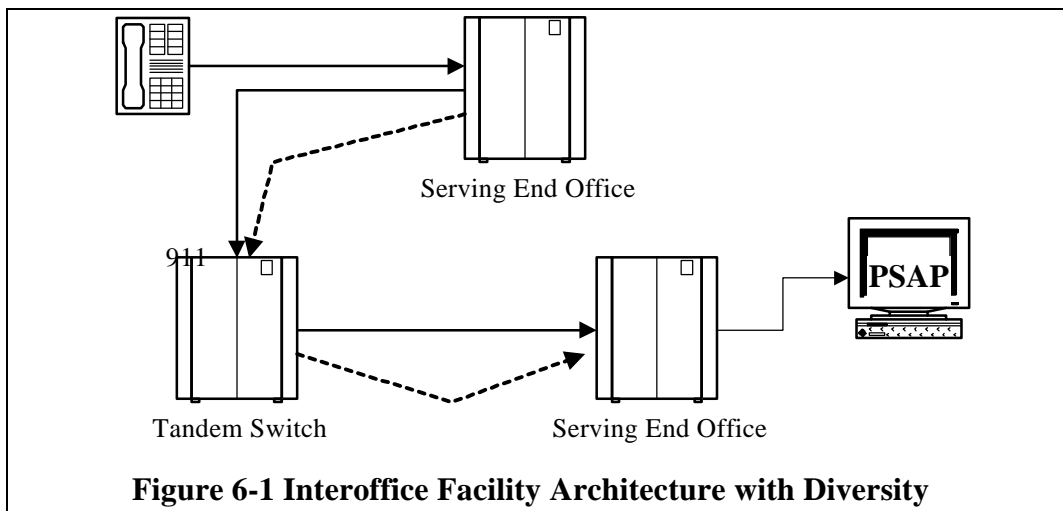 Serving End Office
911
PSAP
Tandem Switch
Serving End Office
Figure 6-1 Interoffice Facility Architecture with Diversity